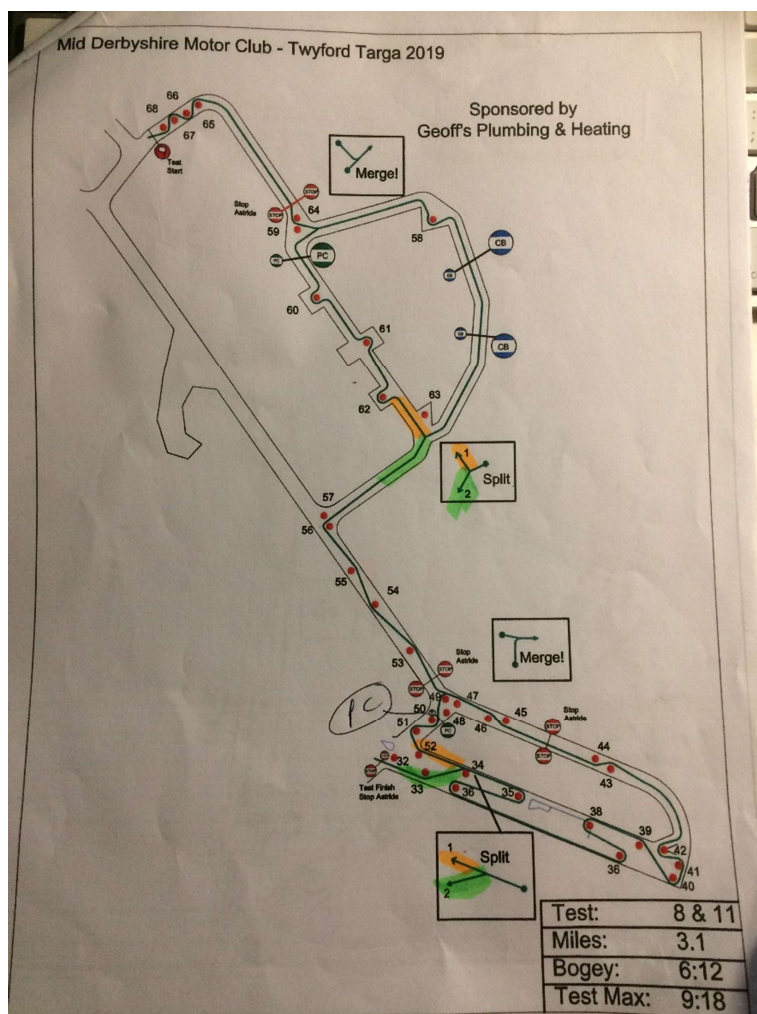 Mid Derbyshire Motor Club - Twyford Targa 2019
Sponsored by
Geoff's Plumbing & Heating
66
68
65
67
Test
Start
Merge!
STOP
Stop
Astride
STOP
64
59
58
CB
PC
PC
60
CB
61
62
63
1
Split
2
57
56
55
54
53
Merge!
Stop
Astride
STOP
STOP
49
47
50
PC
48
46
45
Stop
Astride
STOP
STOP
51
PC
44
43
52
32
34
33
36
35
Test Finish
Stop Astride
38
39
42
41
40
36
1
Split
2
Test: 8 & 11
Miles: 3.1
Bogey: 6:12
Test Max: 9:18